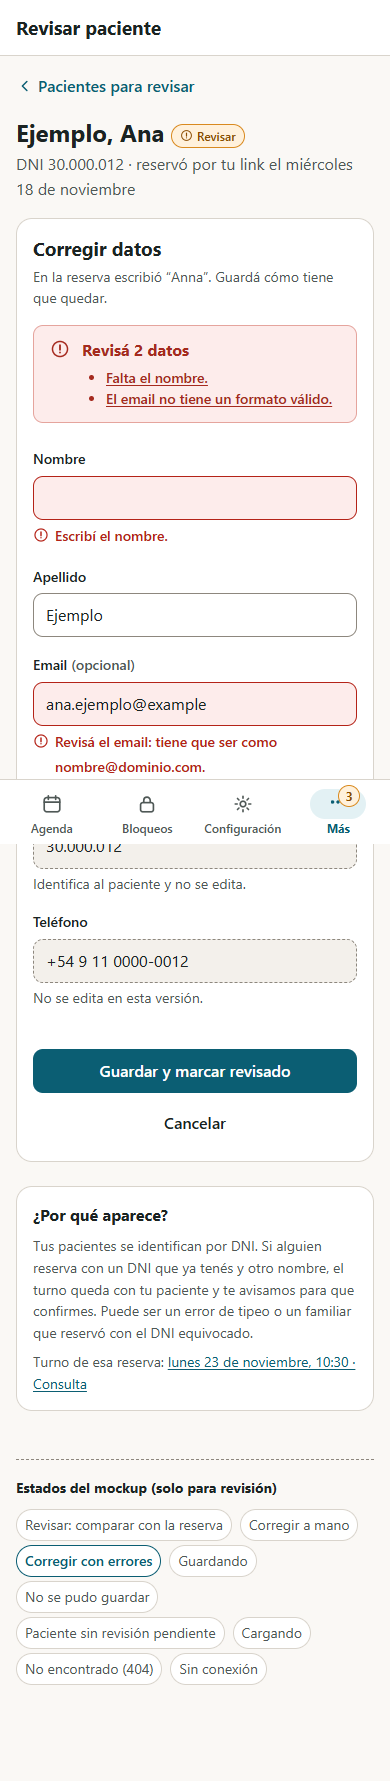 Revisar paciente
Pacientes para revisar
Ejemplo, Ana
Revisar
DNI 30.000.012 · reservó por tu link el miércoles
18 de noviembre
Corregir datos
En la reserva escribió “Anna”. Guardá cómo tiene
que quedar.
Revisá 2 datos
• Falta el nombre.
• El email no tiene un formato válido.
Nombre
Escribí el nombre.
Apellido
Ejemplo
Email (opcional)
ana.ejemplo@example
Revisá el email: tiene que ser como
nombre@dominio.com.
3
Agenda
Bloqueos
Configuración
Más
30.000.012
Identifica al paciente y no se edita.
Teléfono
+54 9 11 0000-0012
No se edita en esta versión.
Guardar y marcar revisado
Cancelar
¿Por qué aparece?
Tus pacientes se identifican por DNI. Si alguien
reserva con un DNI que ya tenés y otro nombre, el
turno queda con tu paciente y te avisamos para que
confirmes. Puede ser un error de tipeo o un familiar
que reservó con el DNI equivocado.
Turno de esa reserva: lunes 23 de noviembre, 10:30 ·
Consulta
Estados del mockup (solo para revisión)
Revisar: comparar con la reserva
Corregir a mano
Corregir con errores
Guardando
No se pudo guardar
Paciente sin revisión pendiente
Cargando
No encontrado (404)
Sin conexión